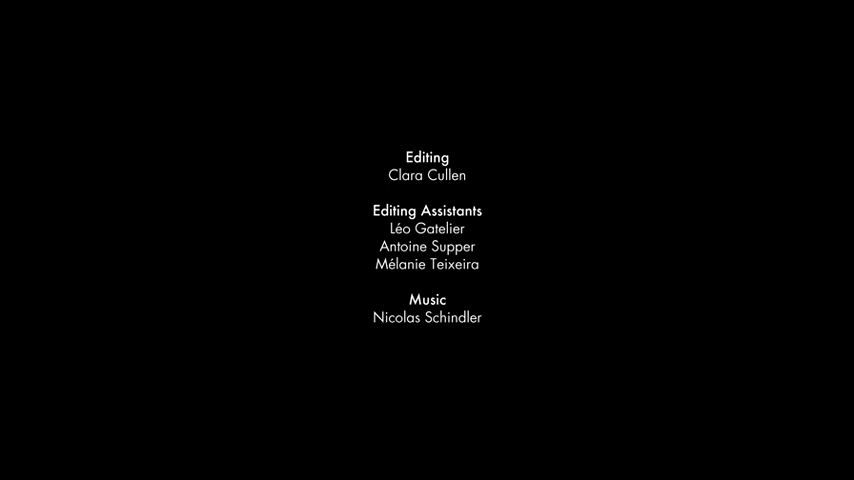 Editing
Clara Cullen
Editing Assistants
Léo Gatelier
Antoine Supper
Mélanie Teixeira
Music
Nicolas Schindler